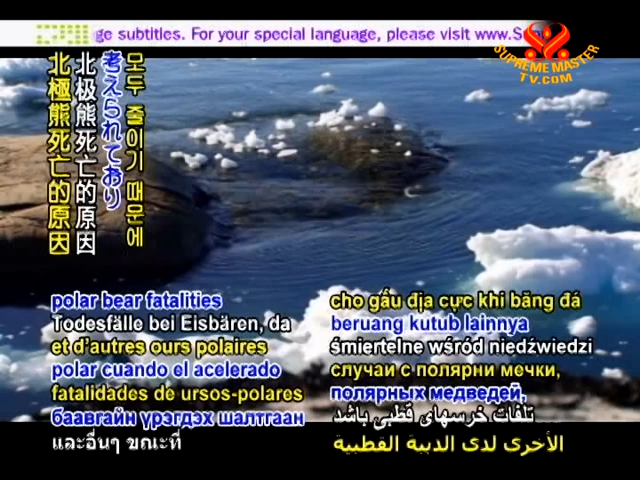 ge subtitles. For your special language, please visit www.S
SUPREME MASTER
TV.COM
모두 줄이기 때문에
考えられており
北极熊死亡的原因
北極熊死亡的原因
polar bear fatalities
Todesfälle bei Eisbären, da
et d'autres ours polaires
polar cuando el acelerado
fatalidades de ursos-polares
баавгайн үрэгдэх шалтгаан
และอื่นๆ ขณะที่
cho gấu địa cực khi băng đá
beruang kutub lainnya
śmiertelne wśród niedźwiedzi
случаи с полярни мечки,
полярных медведей,
تلفات خرسهای قطبی باشد
الأخرى لدى الدببة القطبية